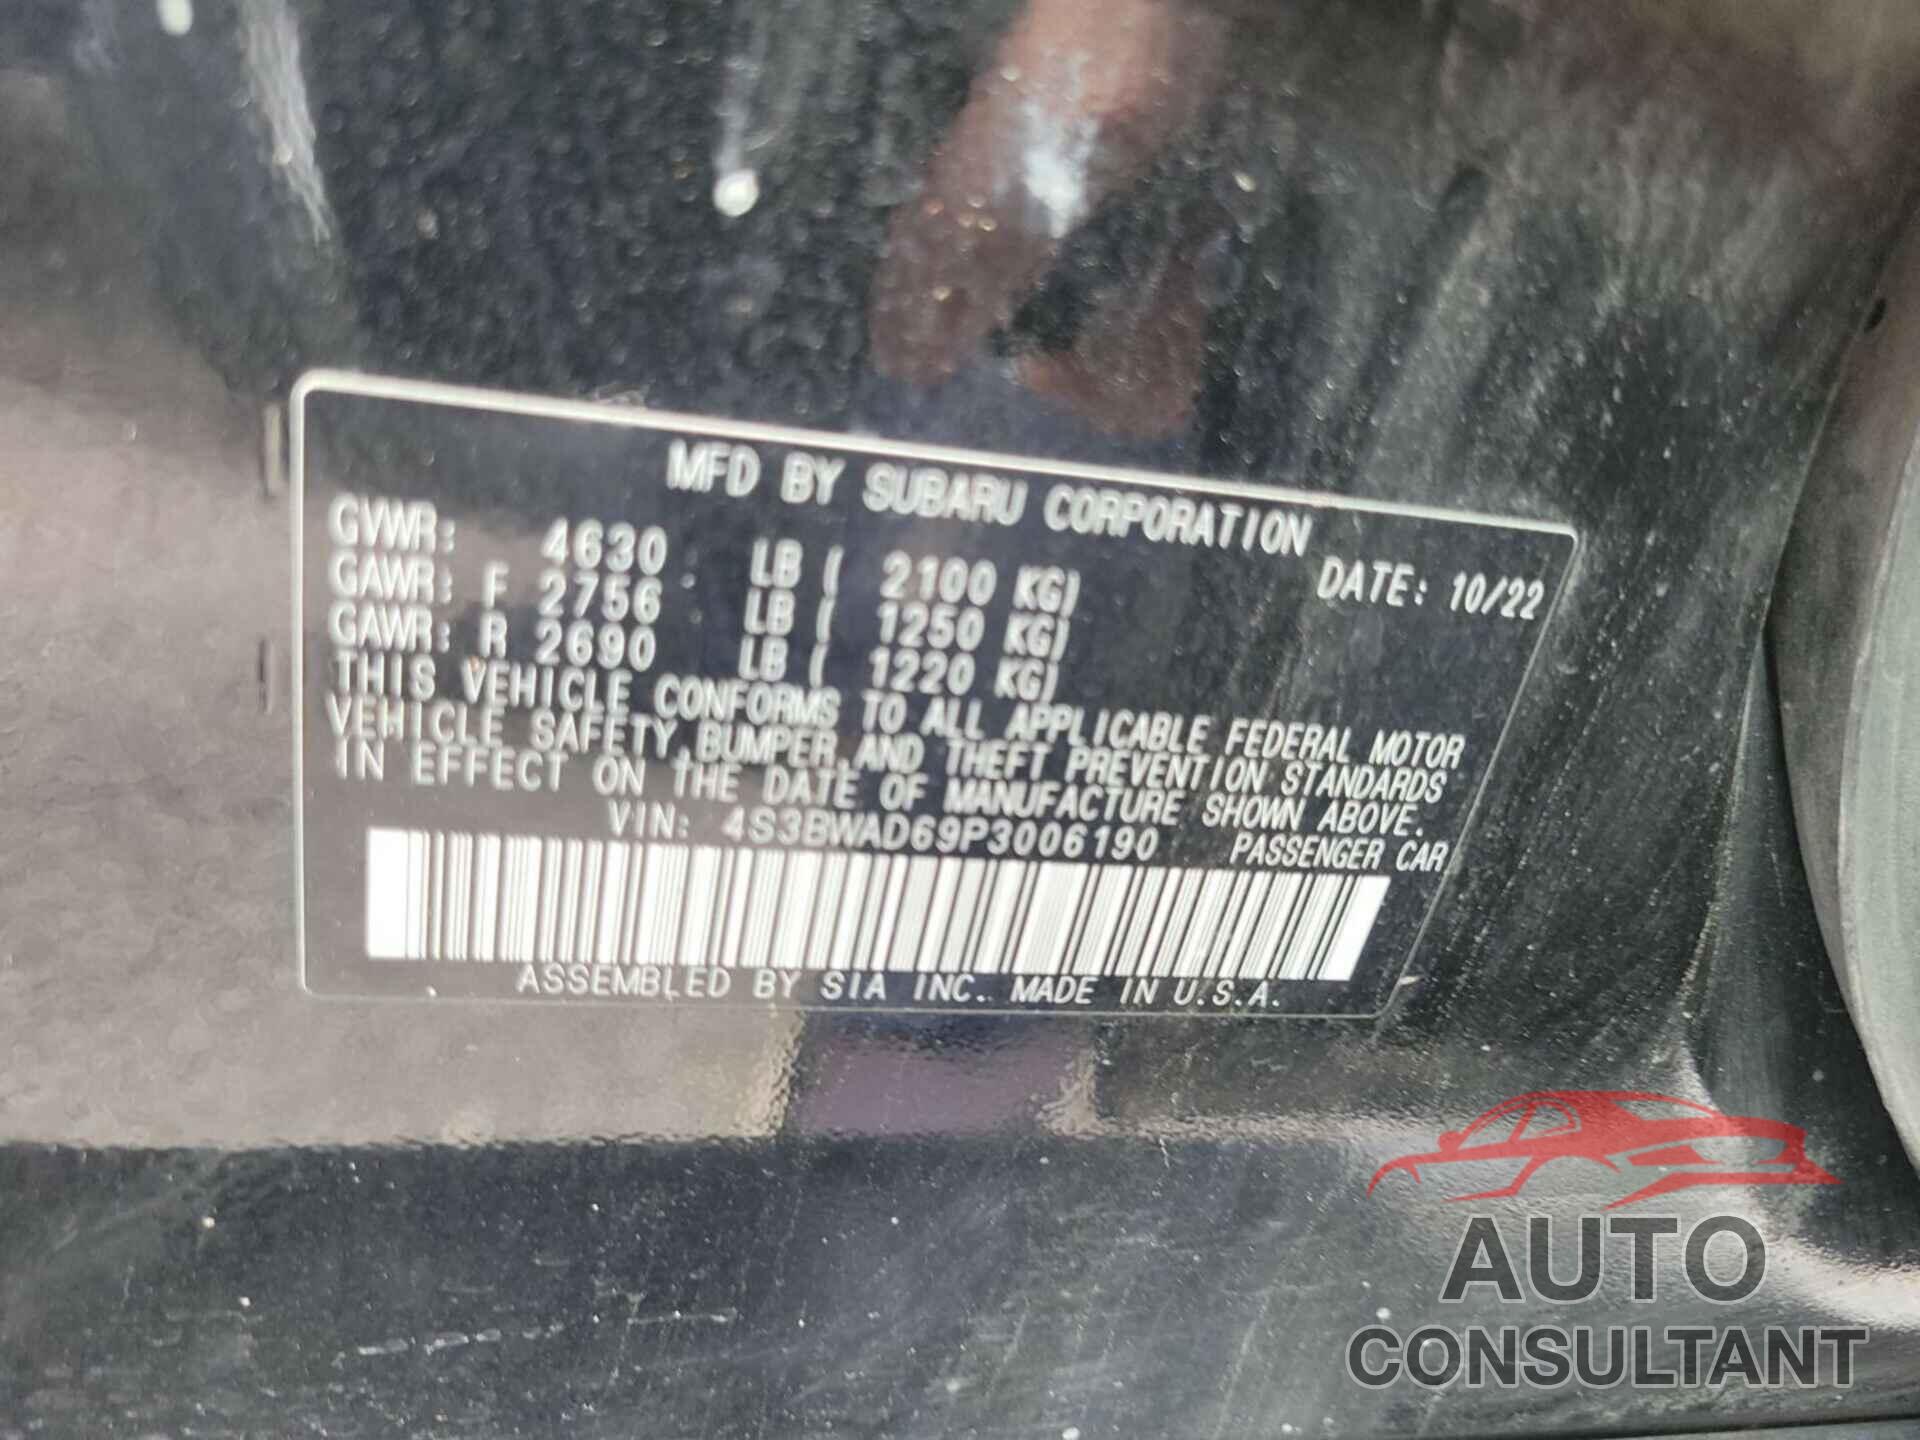 MFD BY SUBARU CORPORATION
GVWR: 4630 LB ( 2100 KG) DATE: 10/22
GAWR: F 2756 LB ( 1250 KG)
GAWR: R 2690 LB ( 1220 KG)
THIS VEHICLE CONFORMS TO ALL APPLICABLE FEDERAL MOTOR
VEHICLE SAFETY, BUMPER, AND THEFT PREVENTION STANDARDS
IN EFFECT ON THE DATE OF MANUFACTURE SHOWN ABOVE.
VIN: 4S3BWAD69P3006190 PASSENGER CAR
ASSEMBLED BY SIA INC. MADE IN U.S.A.
AUTO
CONSULTANT